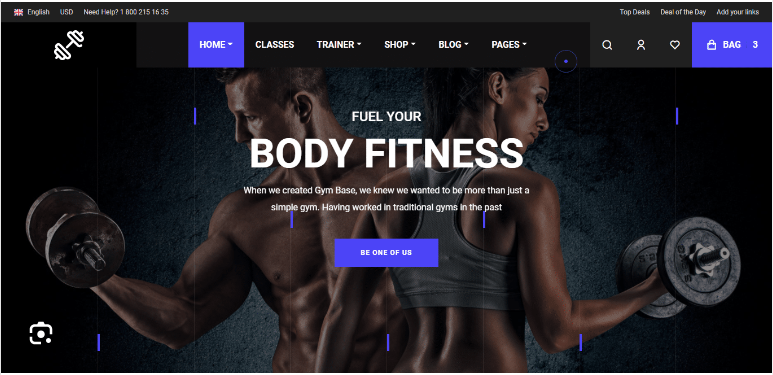 English USD Need Help? 1 800 215 16 35 Top Deals Deal of the Day Add your links
HOME CLASSES TRAINER SHOP BLOG PAGES BAG 3
FUEL YOUR
BODY FITNESS
When we created Gym Base, we knew we wanted to be more than just a
simple gym. Having worked in traditional gyms in the past
BE ONE OF US